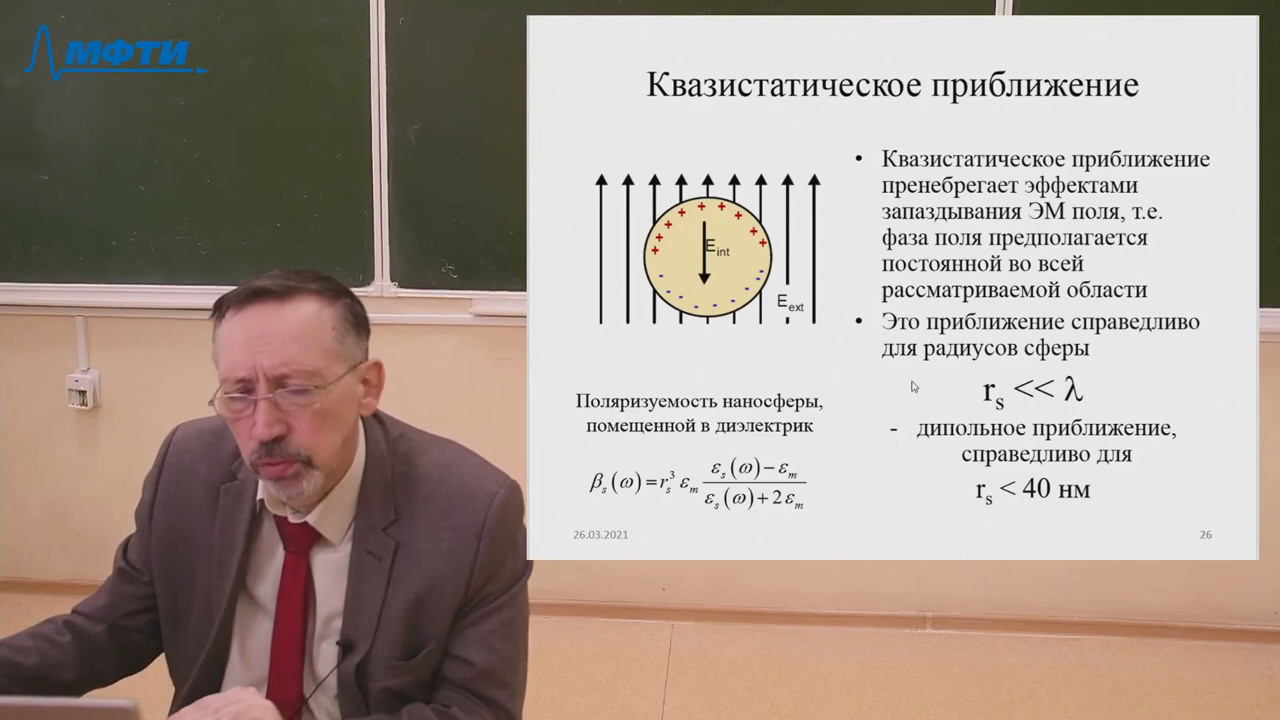 МФТИ
Квазистатическое приближение
E_int
E_ext
Поляризуемость наносферы,
помещенной в диэлектрик
β_s(ω) = r_s^3 ε_m (ε_s(ω) − ε_m) / (ε_s(ω) + 2ε_m)
• Квазистатическое приближение
пренебрегает эффектами
запаздывания ЭМ поля, т.е.
фаза поля предполагается
постоянной во всей
рассматриваемой области
• Это приближение справедливо
для радиусов сферы
r_s << λ
- дипольное приближение,
справедливо для
r_s < 40 нм
26.03.2021
26